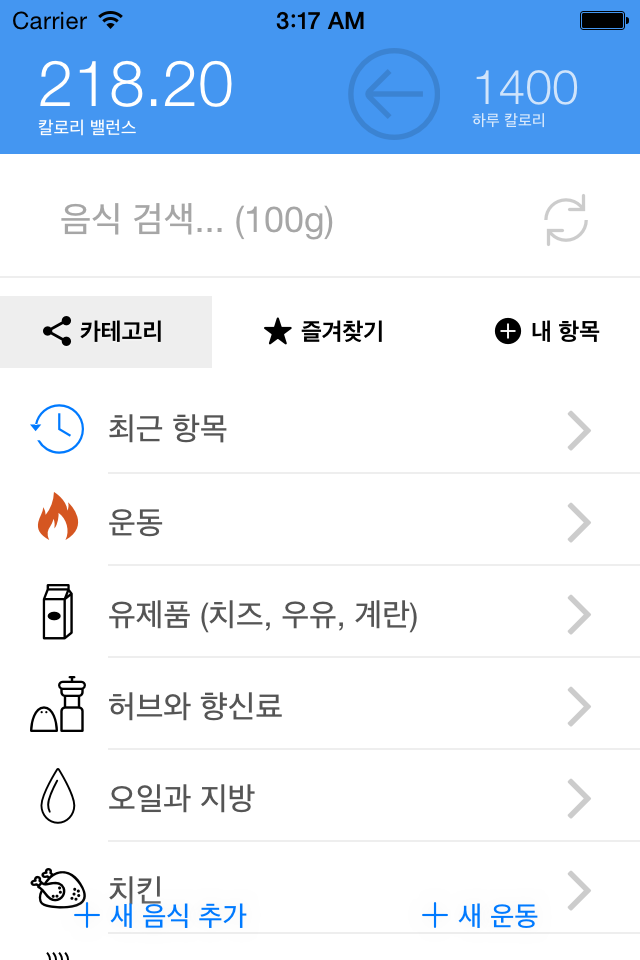 Carrier 3:17 AM
218.20 1400
칼로리 밸런스 하루 칼로리
음식 검색... (100g)
카테고리 즐겨찾기 내 항목
최근 항목
운동
유제품 (치즈, 우유, 계란)
허브와 향신료
오일과 지방
치킨
+ 새 음식 추가 + 새 운동